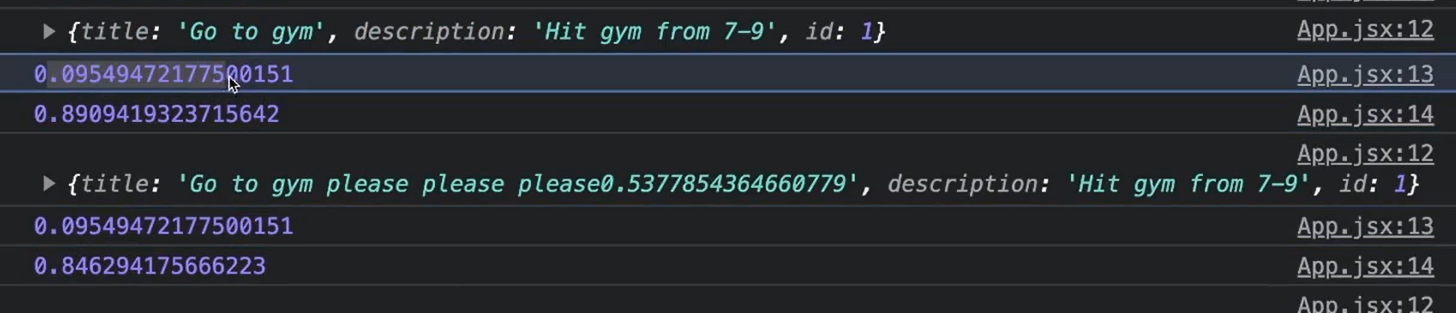 {title: 'Go to gym', description: 'Hit gym from 7–9', id: 1} App.jsx:12
0.09549472177500151 App.jsx:13
0.8909419323715642 App.jsx:14
App.jsx:12
{title: 'Go to gym please please please0.5377854364660779', description: 'Hit gym from 7–9', id: 1}
0.09549472177500151 App.jsx:13
0.846294175666223 App.jsx:14
App.jsx:12